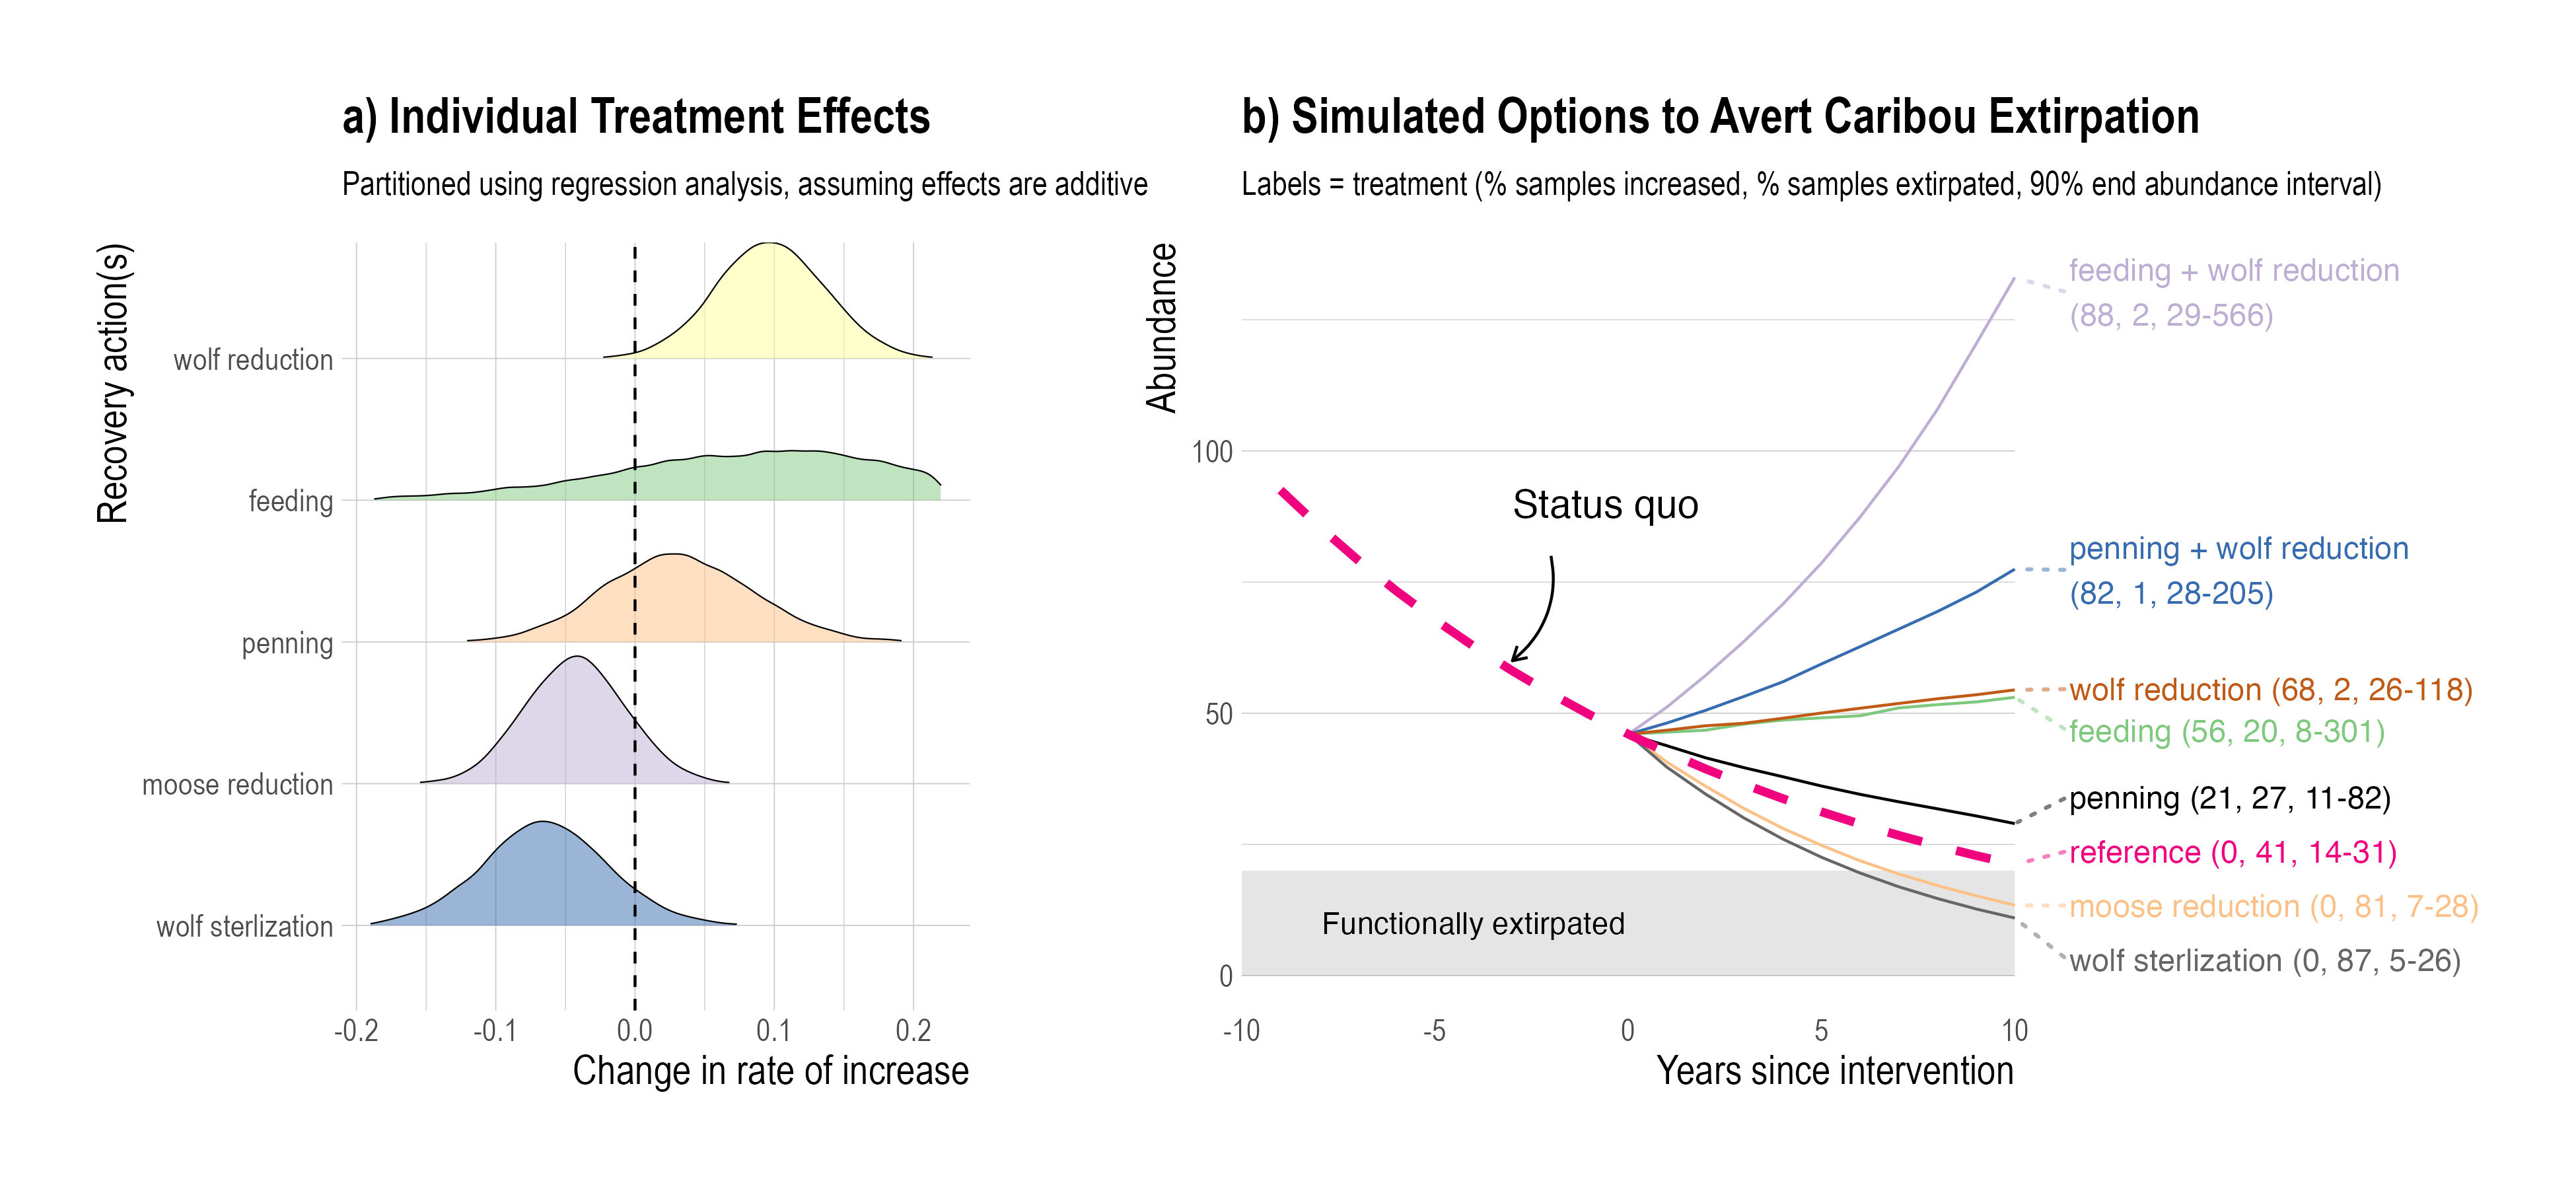 a) Individual Treatment Effects
Partitioned using regression analysis, assuming effects are additive
Recovery action(s)
wolf reduction
feeding
penning
moose reduction
wolf sterlization
-0.2
-0.1
0.0
0.1
0.2
Change in rate of increase
b) Simulated Options to Avert Caribou Extirpation
Labels = treatment (% samples increased, % samples extirpated, 90% end abundance interval)
Abundance
100
50
0
Status quo
Functionally extirpated
feeding + wolf reduction
(88, 2, 29-566)
penning + wolf reduction
(82, 1, 28-205)
wolf reduction (68, 2, 26-118)
feeding (56, 20, 8-301)
penning (21, 27, 11-82)
reference (0, 41, 14-31)
moose reduction (0, 81, 7-28)
wolf sterlization (0, 87, 5-26)
-10
-5
0
5
10
Years since intervention